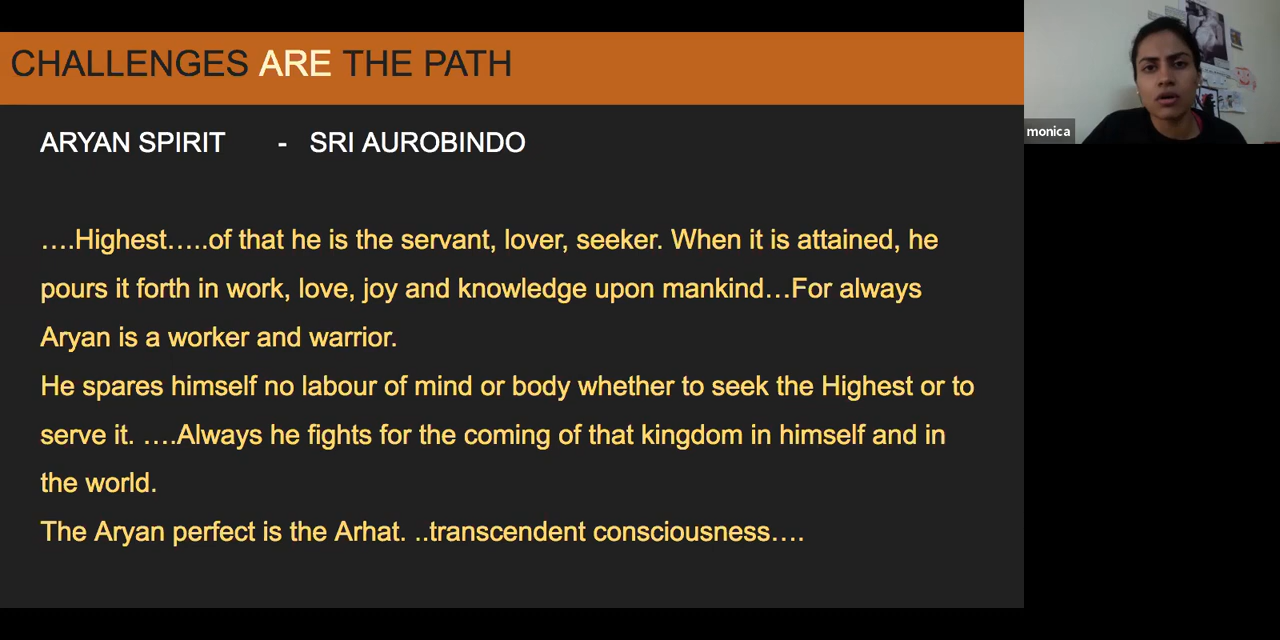 CHALLENGES ARE THE PATH
ARYAN SPIRIT - SRI AUROBINDO
….Highest…..of that he is the servant, lover, seeker. When it is attained, he
pours it forth in work, love, joy and knowledge upon mankind…For always
Aryan is a worker and warrior.
He spares himself no labour of mind or body whether to seek the Highest or to
serve it. ….Always he fights for the coming of that kingdom in himself and in
the world.
The Aryan perfect is the Arhat. ..transcendent consciousness….
monica